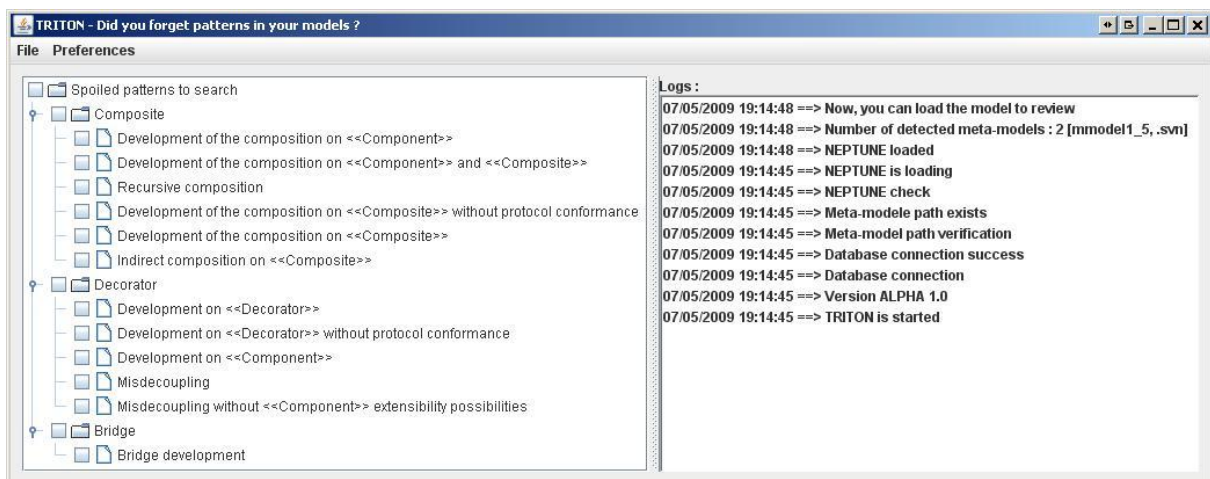 TRITON - Did you forget patterns in your models ?
File Preferences
Spoiled patterns to search
Composite
Development of the composition on <<Component>>
Development of the composition on <<Component>> and <<Composite>>
Recursive composition
Development of the composition on <<Composite>> without protocol conformance
Development of the composition on <<Composite>>
Indirect composition on <<Composite>>
Decorator
Development on <<Decorator>>
Development on <<Decorator>> without protocol conformance
Development on <<Component>>
Misdecoupling
Misdecoupling without <<Component>> extensibility possibilities
Bridge
Bridge development
Logs :
07/05/2009 19:14:48 ==> Now, you can load the model to review
07/05/2009 19:14:48 ==> Number of detected meta-models : 2 [mmodel1_5, .svn]
07/05/2009 19:14:48 ==> NEPTUNE loaded
07/05/2009 19:14:45 ==> NEPTUNE is loading
07/05/2009 19:14:45 ==> NEPTUNE check
07/05/2009 19:14:45 ==> Meta-modele path exists
07/05/2009 19:14:45 ==> Meta-model path verification
07/05/2009 19:14:45 ==> Database connection success
07/05/2009 19:14:45 ==> Database connection
07/05/2009 19:14:45 ==> Version ALPHA 1.0
07/05/2009 19:14:45 ==> TRITON is started